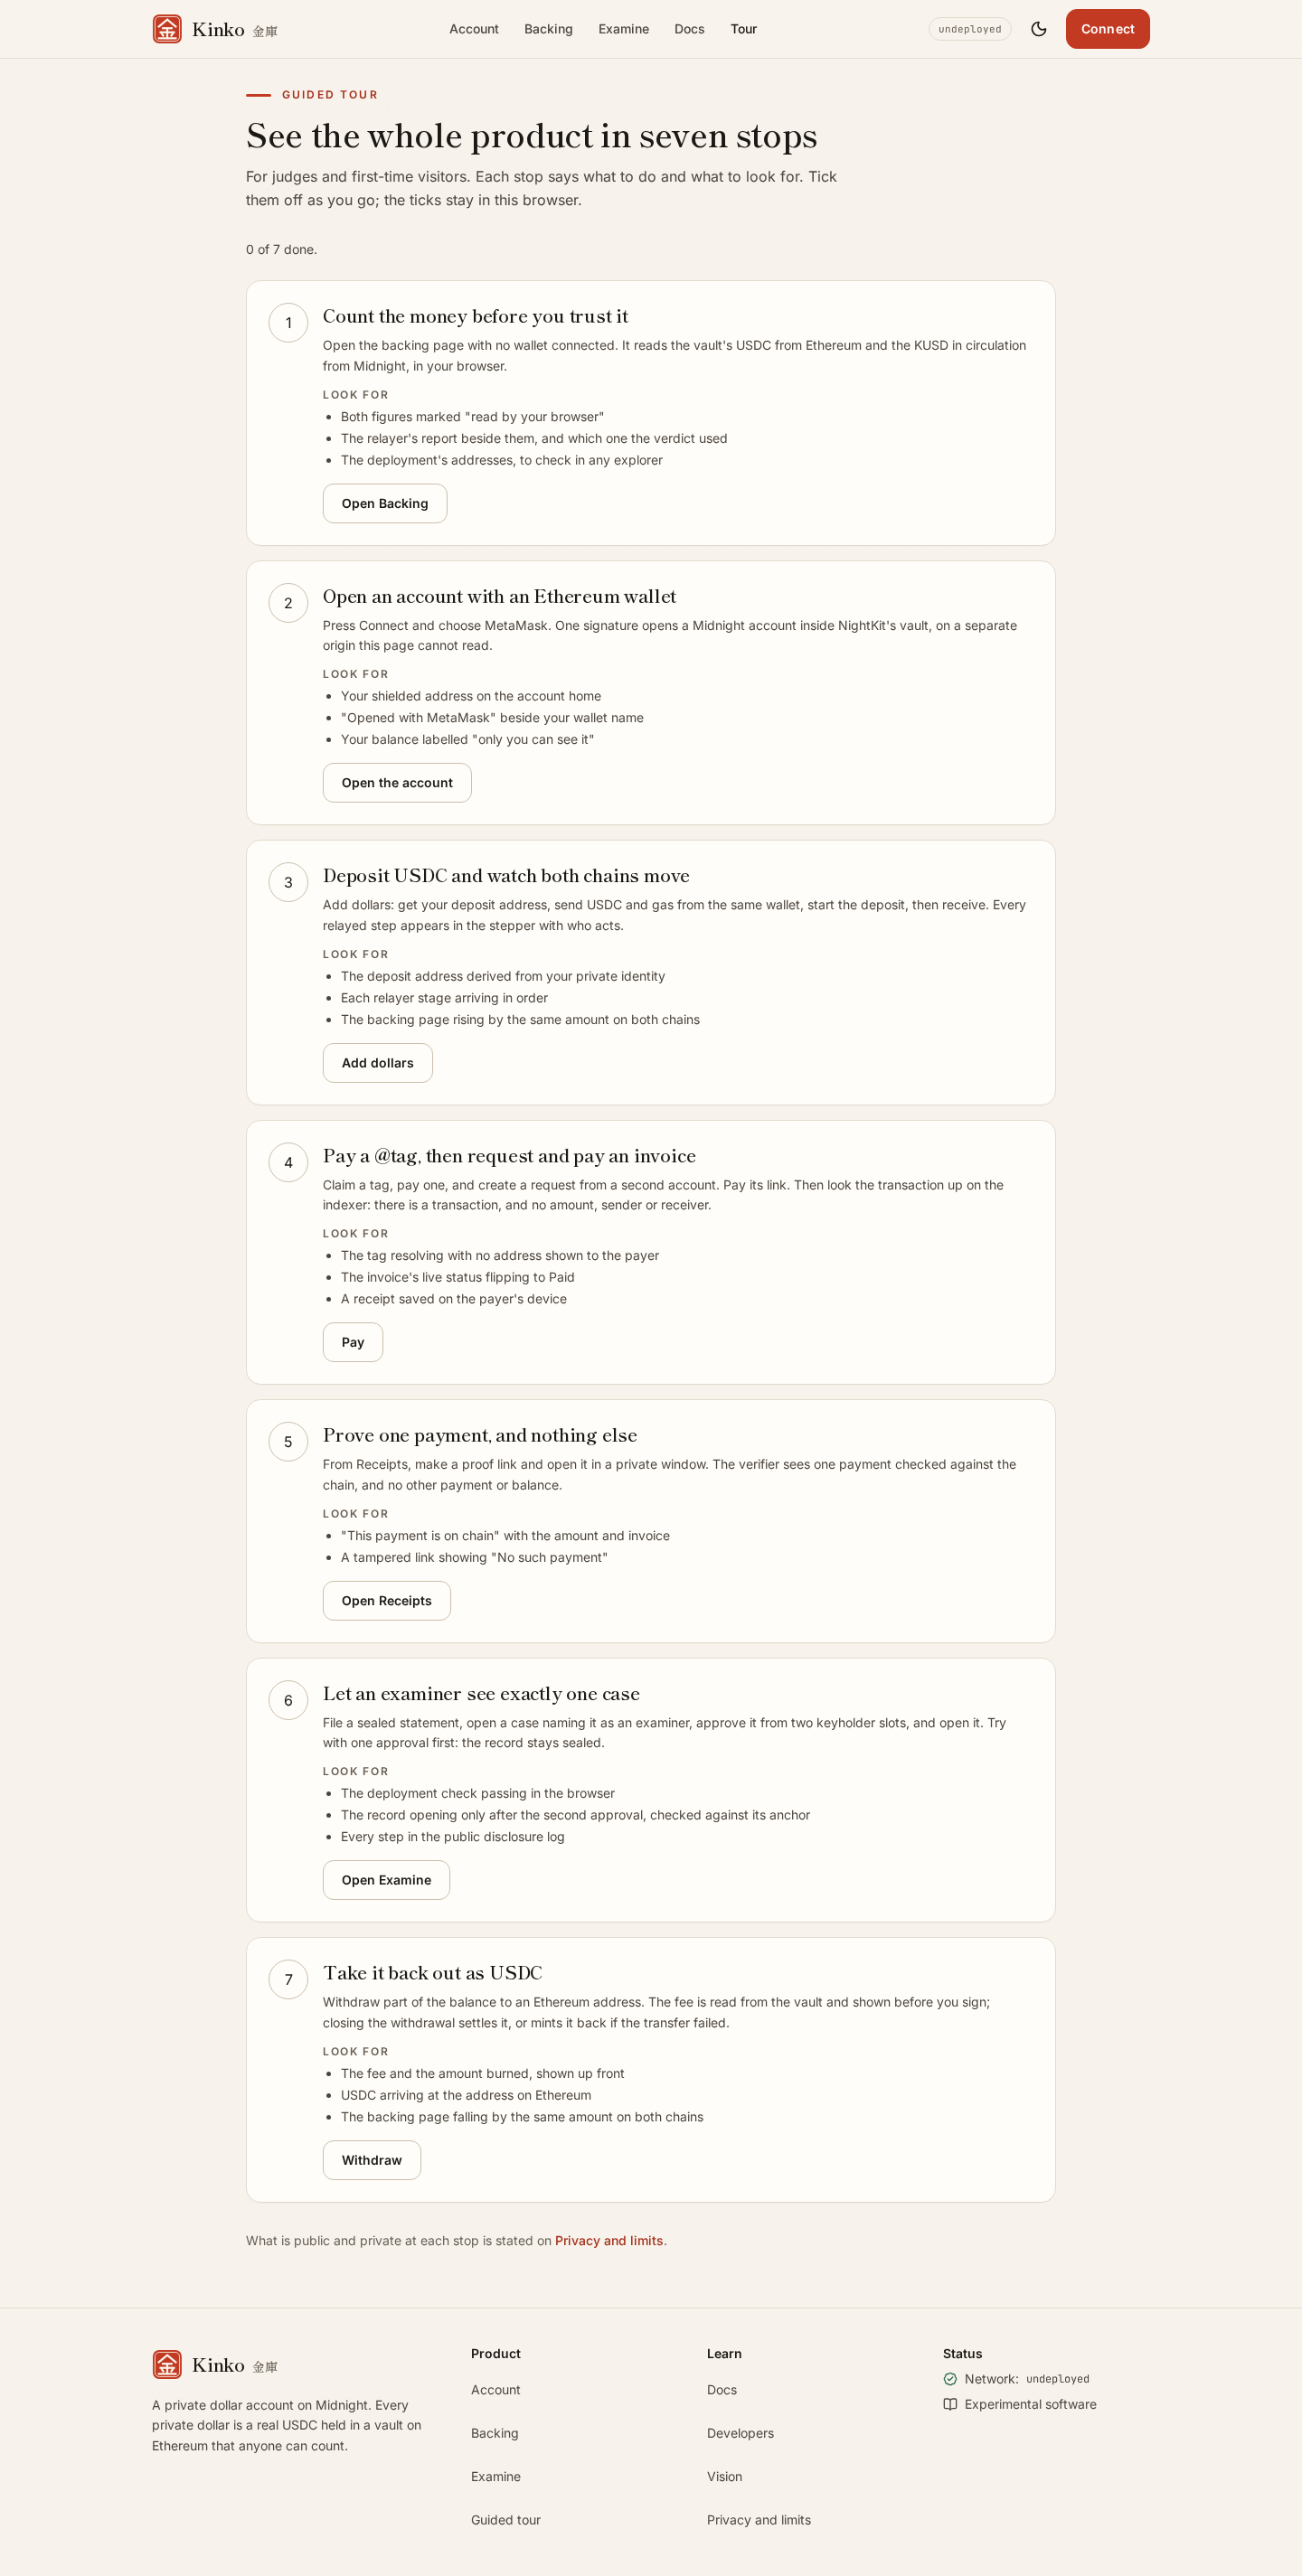 金 Kinko 金庫
Account Backing Examine Docs Tour
undeployed
Connect
GUIDED TOUR
See the whole product in seven stops
For judges and first-time visitors. Each stop says what to do and what to look for. Tick
them off as you go; the ticks stay in this browser.
0 of 7 done.
1
Count the money before you trust it
Open the backing page with no wallet connected. It reads the vault's USDC from Ethereum and the KUSD in circulation
from Midnight, in your browser.
LOOK FOR
• Both figures marked "read by your browser"
• The relayer's report beside them, and which one the verdict used
• The deployment's addresses, to check in any explorer
Open Backing
2
Open an account with an Ethereum wallet
Press Connect and choose MetaMask. One signature opens a Midnight account inside NightKit's vault, on a separate
origin this page cannot read.
LOOK FOR
• Your shielded address on the account home
• "Opened with MetaMask" beside your wallet name
• Your balance labelled "only you can see it"
Open the account
3
Deposit USDC and watch both chains move
Add dollars: get your deposit address, send USDC and gas from the same wallet, start the deposit, then receive. Every
relayed step appears in the stepper with who acts.
LOOK FOR
• The deposit address derived from your private identity
• Each relayer stage arriving in order
• The backing page rising by the same amount on both chains
Add dollars
4
Pay a @tag, then request and pay an invoice
Claim a tag, pay one, and create a request from a second account. Pay its link. Then look the transaction up on the
indexer: there is a transaction, and no amount, sender or receiver.
LOOK FOR
• The tag resolving with no address shown to the payer
• The invoice's live status flipping to Paid
• A receipt saved on the payer's device
Pay
5
Prove one payment, and nothing else
From Receipts, make a proof link and open it in a private window. The verifier sees one payment checked against the
chain, and no other payment or balance.
LOOK FOR
• "This payment is on chain" with the amount and invoice
• A tampered link showing "No such payment"
Open Receipts
6
Let an examiner see exactly one case
File a sealed statement, open a case naming it as an examiner, approve it from two keyholder slots, and open it. Try
with one approval first: the record stays sealed.
LOOK FOR
• The deployment check passing in the browser
• The record opening only after the second approval, checked against its anchor
• Every step in the public disclosure log
Open Examine
7
Take it back out as USDC
Withdraw part of the balance to an Ethereum address. The fee is read from the vault and shown before you sign;
closing the withdrawal settles it, or mints it back if the transfer failed.
LOOK FOR
• The fee and the amount burned, shown up front
• USDC arriving at the address on Ethereum
• The backing page falling by the same amount on both chains
Withdraw
What is public and private at each stop is stated on Privacy and limits.
金 Kinko 金庫
A private dollar account on Midnight. Every
private dollar is a real USDC held in a vault on
Ethereum that anyone can count.
Product
Account
Backing
Examine
Guided tour
Learn
Docs
Developers
Vision
Privacy and limits
Status
Network: undeployed
Experimental software